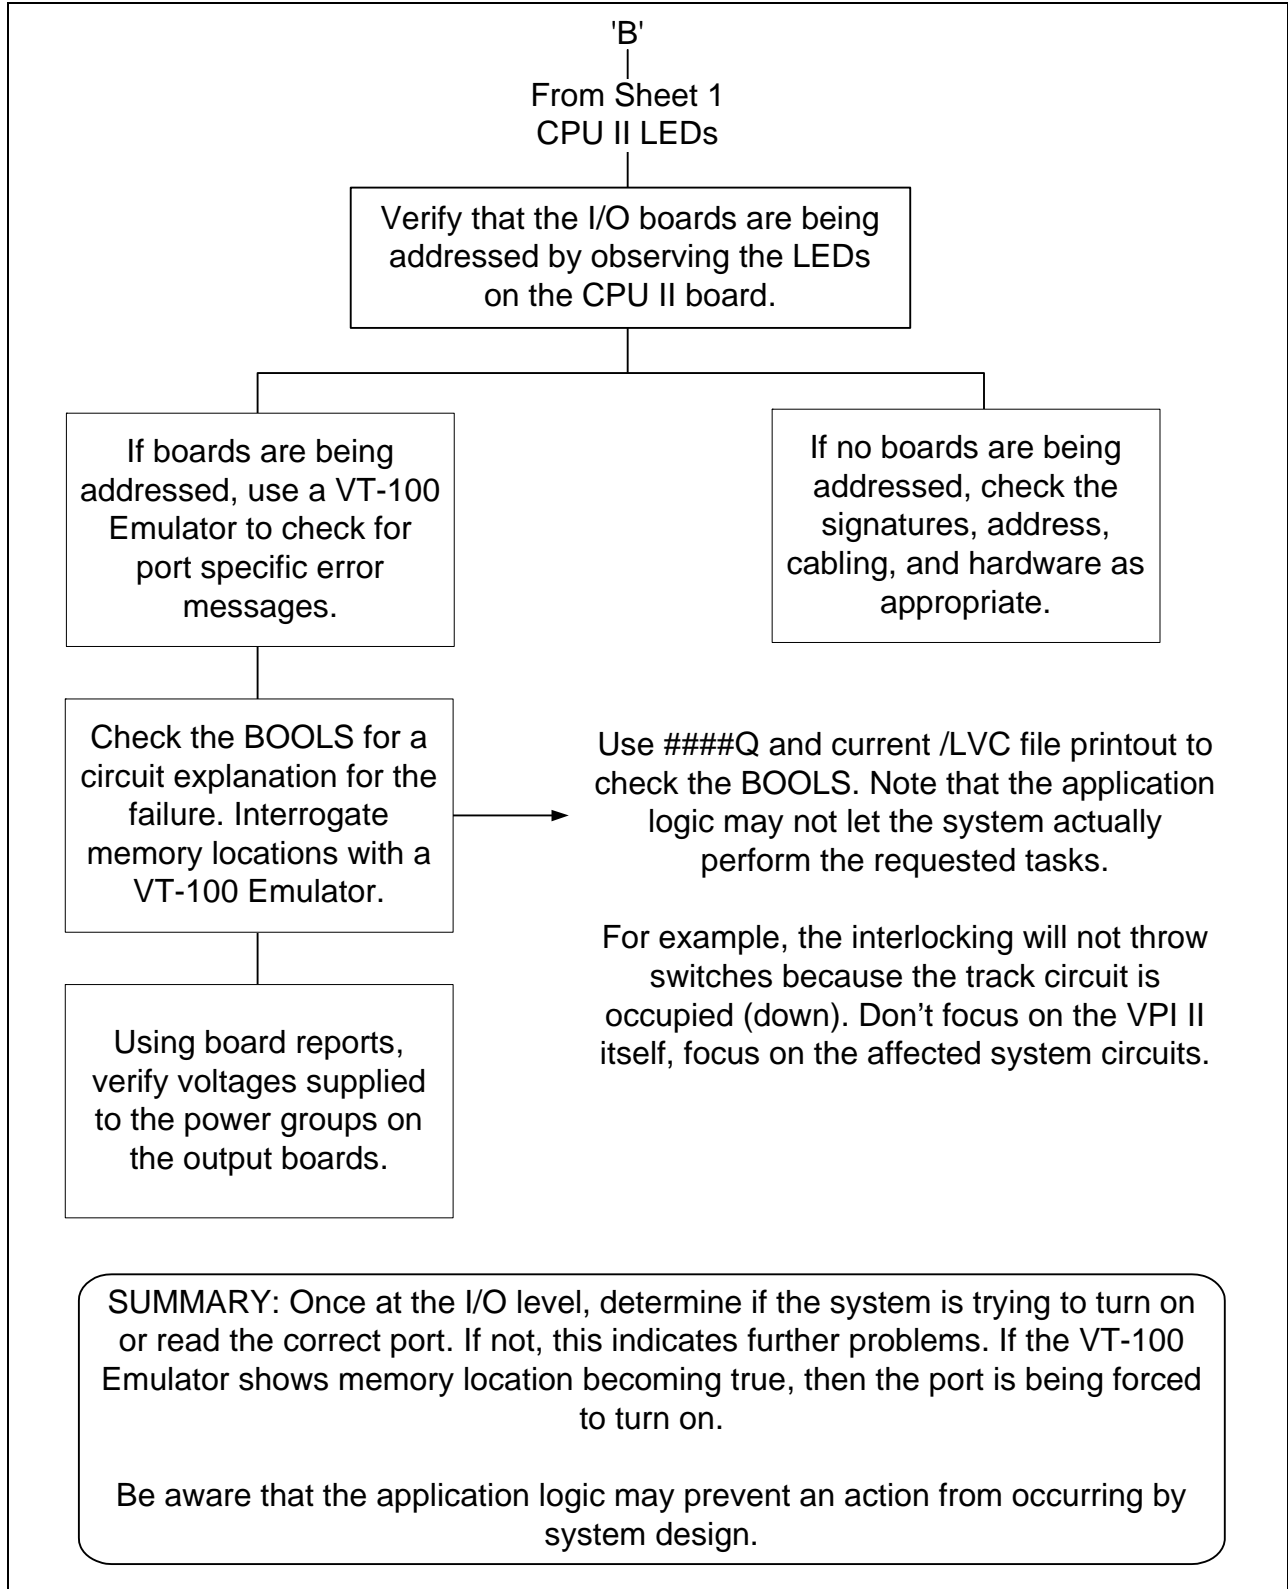 'B'
From Sheet 1
CPU II LEDs
Verify that the I/O boards are being
addressed by observing the LEDs
on the CPU II board.
If boards are being
addressed, use a VT-100
Emulator to check for
port specific error
messages.
If no boards are being
addressed, check the
signatures, address,
cabling, and hardware as
appropriate.
Check the BOOLS for a
circuit explanation for the
failure. Interrogate
memory locations with a
VT-100 Emulator.
Use ####Q and current /LVC file printout to
check the BOOLS. Note that the application
logic may not let the system actually
perform the requested tasks.
For example, the interlocking will not throw
switches because the track circuit is
occupied (down). Don’t focus on the VPI II
itself, focus on the affected system circuits.
Using board reports,
verify voltages supplied
to the power groups on
the output boards.
SUMMARY: Once at the I/O level, determine if the system is trying to turn on
or read the correct port. If not, this indicates further problems. If the VT-100
Emulator shows memory location becoming true, then the port is being forced
to turn on.
Be aware that the application logic may prevent an action from occurring by
system design.